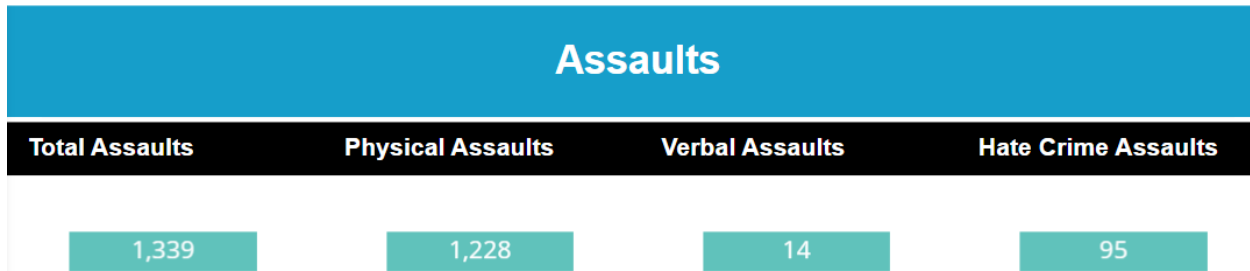 Assaults
Total Assaults Physical Assaults Verbal Assaults Hate Crime Assaults
1,339 1,228 14 95